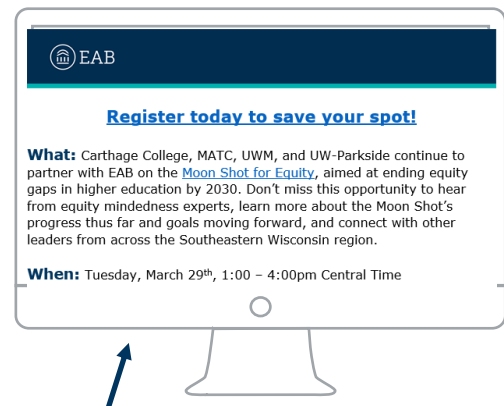 EAB
Register today to save your spot!
What: Carthage College, MATC, UWM, and UW-Parkside continue to
partner with EAB on the Moon Shot for Equity, aimed at ending equity
gaps in higher education by 2030. Don’t miss this opportunity to hear
from equity mindedness experts, learn more about the Moon Shot’s
progress thus far and goals moving forward, and connect with other
leaders from across the Southeastern Wisconsin region.
When: Tuesday, March 29th, 1:00 – 4:00pm Central Time